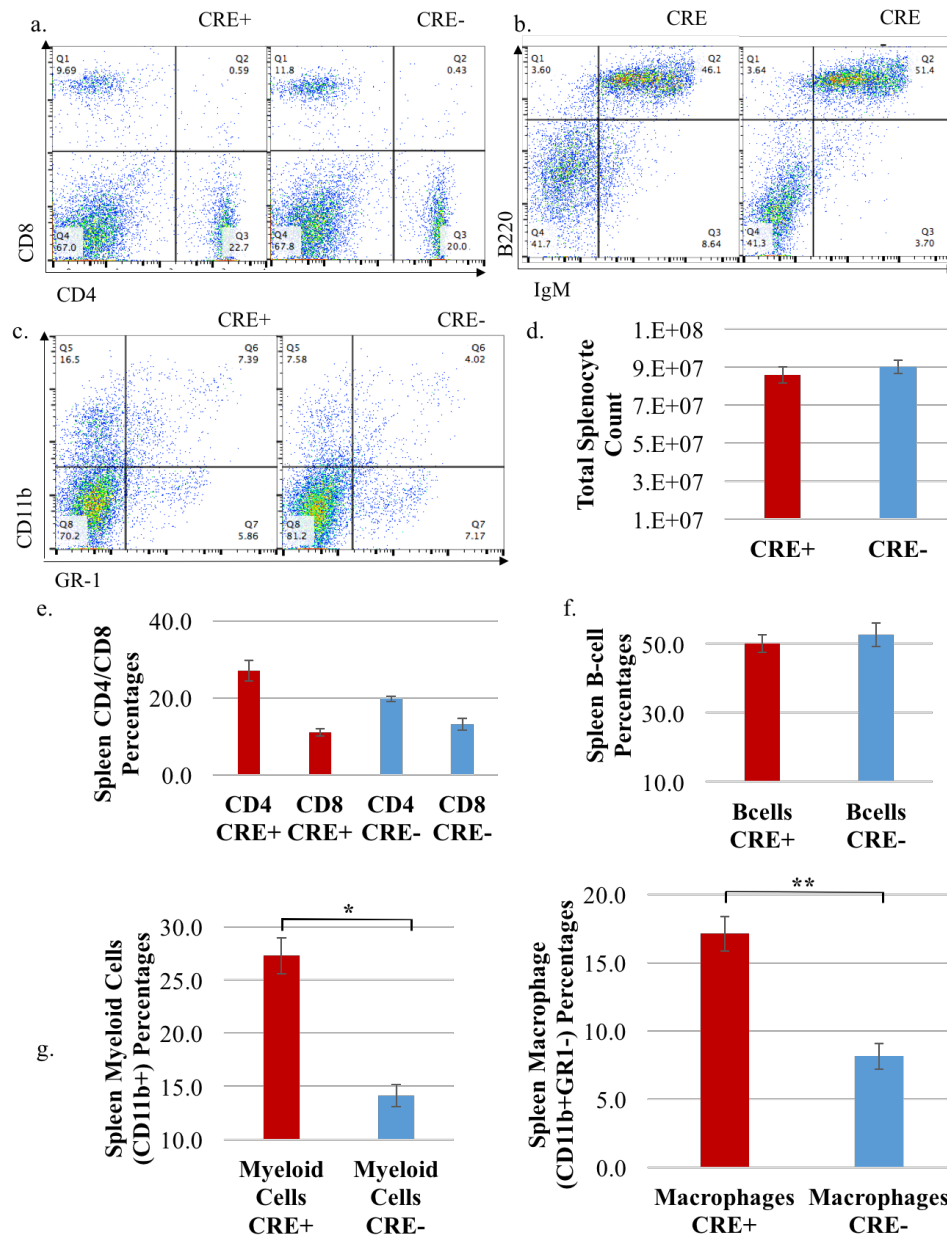 a.
CRE+
CRE-
Q1
9.69
Q2
0.59
Q1
11.8
Q2
0.43
Q4
67.0
Q3
22.7
Q4
67.8
Q3
20.0
CD8
CD4
b.
CRE
CRE
Q1
3.60
Q2
46.1
Q1
3.64
Q2
51.4
Q4
41.7
Q3
8.64
Q4
41.3
Q3
3.70
B220
IgM
c.
CRE+
CRE-
Q5
16.5
Q6
7.39
Q5
7.58
Q6
4.02
Q8
70.2
Q7
5.86
Q8
81.2
Q7
7.17
CD11b
GR-1
d.
Total Splenocyte
Count
1.E+08
9.E+07
7.E+07
5.E+07
3.E+07
1.E+07
CRE+
CRE-
e.
Spleen CD4/CD8
Percentages
40.0
20.0
0.0
CD4
CRE+
CD8
CRE+
CD4
CRE-
CD8
CRE-
f.
Spleen B-cell
Percentages
50.0
30.0
10.0
Bcells
CRE+
Bcells
CRE-
g.
Spleen Myeloid Cells
(CD11b+) Percentages
30.0
25.0
20.0
15.0
10.0
*
Myeloid
Cells
CRE+
Myeloid
Cells
CRE-
Spleen Macrophage
(CD11b+GR1-) Percentages
20.0
15.0
10.0
5.0
0.0
**
Macrophages
CRE+
Macrophages
CRE-